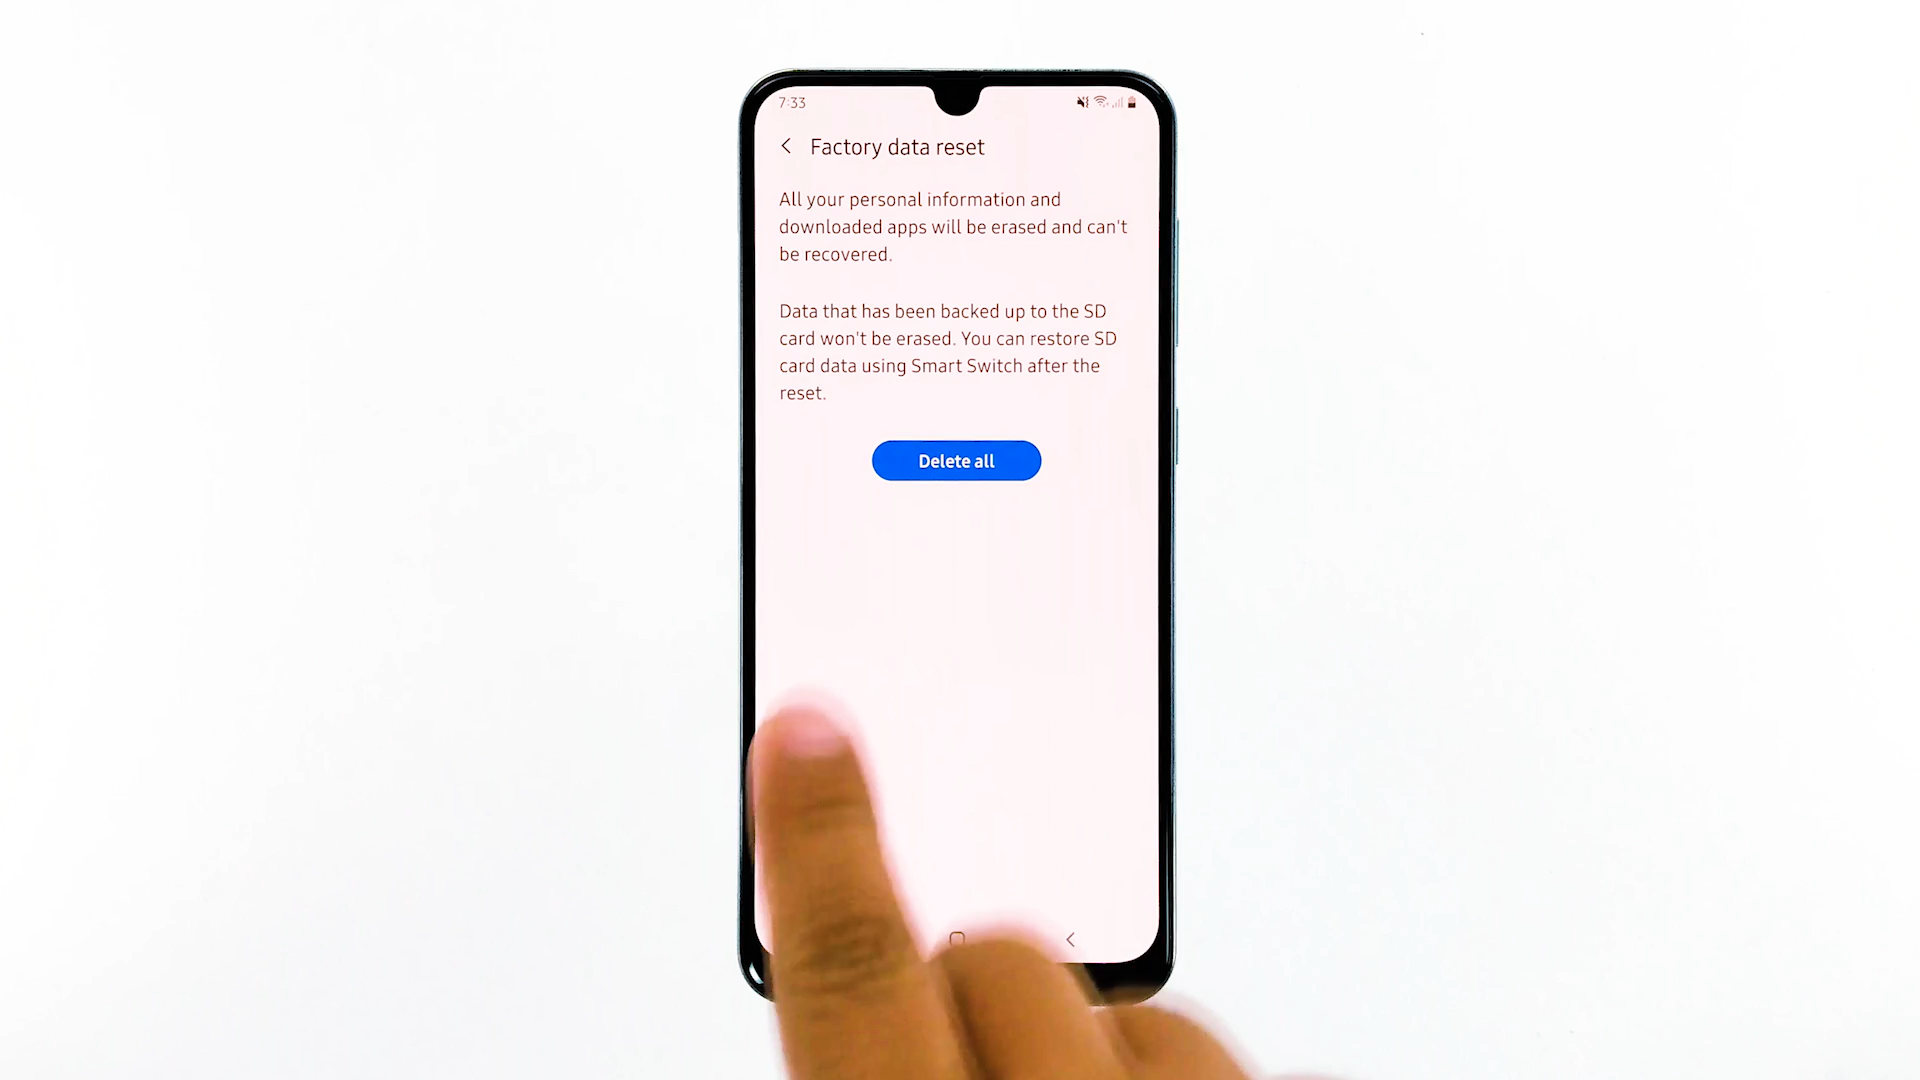 7:33
Factory data reset
All your personal information and
downloaded apps will be erased and can't
be recovered.
Data that has been backed up to the SD
card won't be erased. You can restore SD
card data using Smart Switch after the
reset.
Delete all